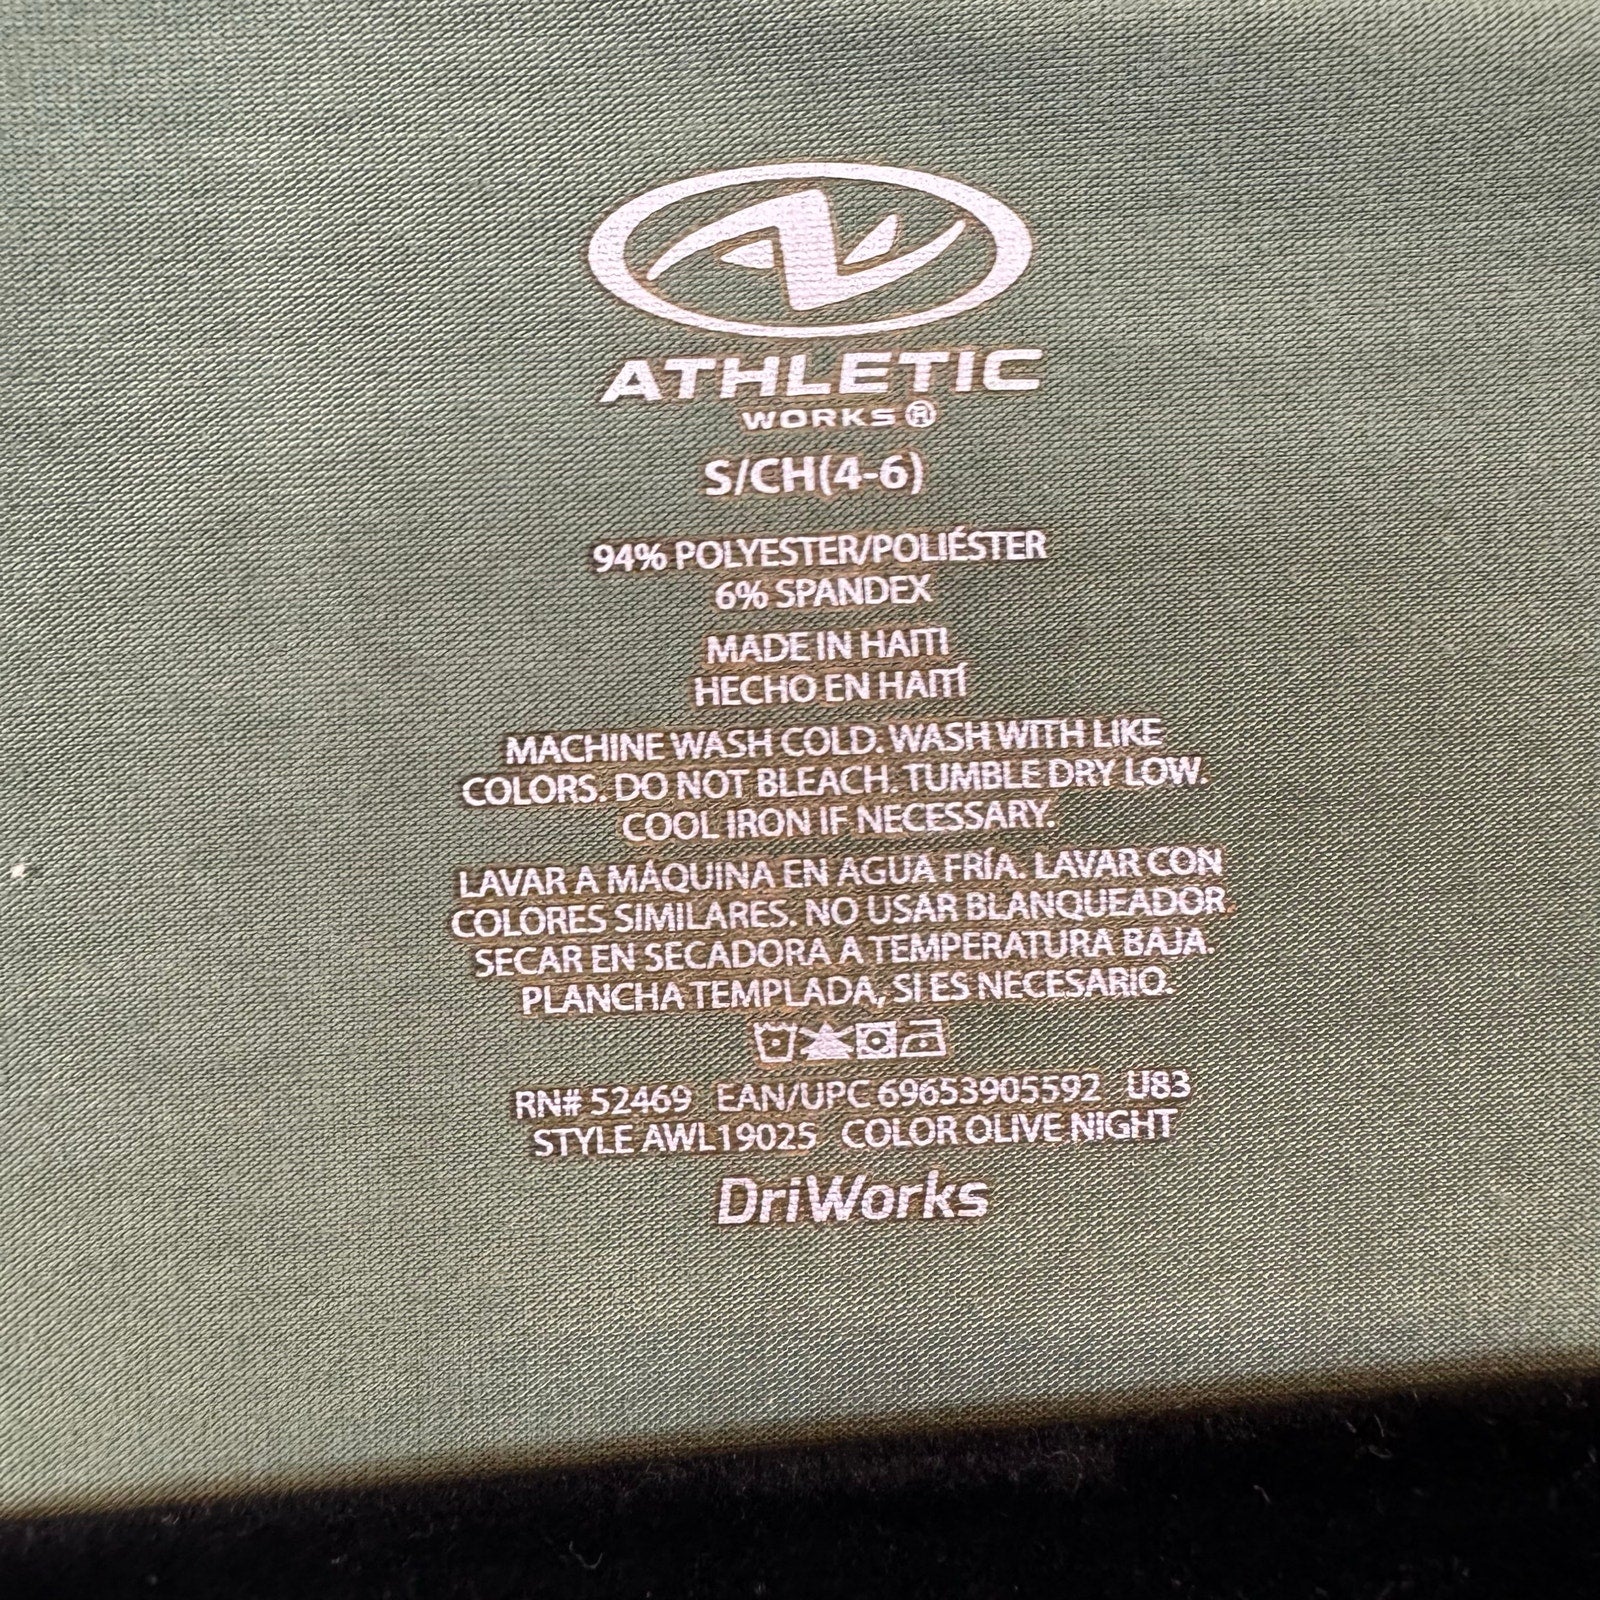 ATHLETIC
WORKS®
S/CH(4-6)
94% POLYESTER/POLIÉSTER
6% SPANDEX
MADE IN HAITI
HECHO EN HAITÍ
MACHINE WASH COLD. WASH WITH LIKE
COLORS. DO NOT BLEACH. TUMBLE DRY LOW.
COOL IRON IF NECESSARY.
LAVAR A MÁQUINA EN AGUA FRÍA. LAVAR CON
COLORES SIMILARES. NO USAR BLANQUEADOR.
SECAR EN SECADORA A TEMPERATURA BAJA.
PLANCHA TEMPLADA, SI ES NECESARIO.
RN# 52469 EAN/UPC 69653905592 U83
STYLE AWL19025 COLOR OLIVE NIGHT
DriWorks